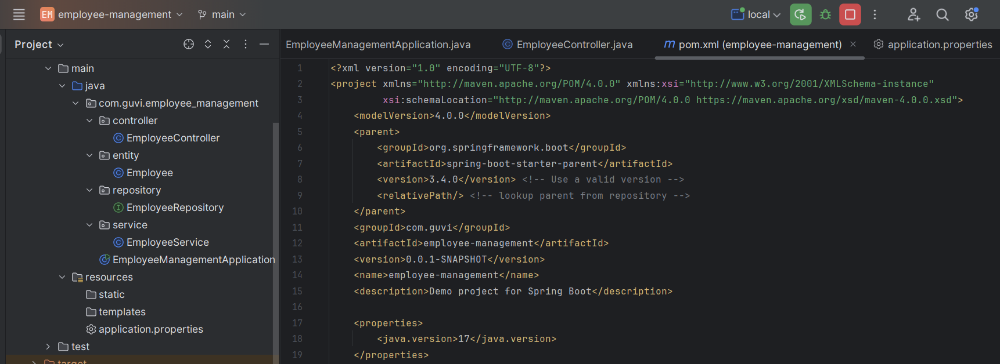 EM employee-management main local
Project
EmployeeManagementApplication.java EmployeeController.java m pom.xml (employee-management) application.properties
main
java
com.guvi.employee_management
controller
EmployeeController
entity
Employee
repository
EmployeeRepository
service
EmployeeService
EmployeeManagementApplication
resources
static
templates
application.properties
test
target
1 <?xml version="1.0" encoding="UTF-8"?>
2 <project xmlns="http://maven.apache.org/POM/4.0.0" xmlns:xsi="http://www.w3.org/2001/XMLSchema-instance"
3 xsi:schemaLocation="http://maven.apache.org/POM/4.0.0 https://maven.apache.org/xsd/maven-4.0.0.xsd">
4 <modelVersion>4.0.0</modelVersion>
5 <parent>
6 <groupId>org.springframework.boot</groupId>
7 <artifactId>spring-boot-starter-parent</artifactId>
8 <version>3.4.0</version> <!-- Use a valid version -->
9 <relativePath/> <!-- lookup parent from repository -->
10 </parent>
11 <groupId>com.guvi</groupId>
12 <artifactId>employee-management</artifactId>
13 <version>0.0.1-SNAPSHOT</version>
14 <name>employee-management</name>
15 <description>Demo project for Spring Boot</description>
16
17 <properties>
18 <java.version>17</java.version>
19 </properties>